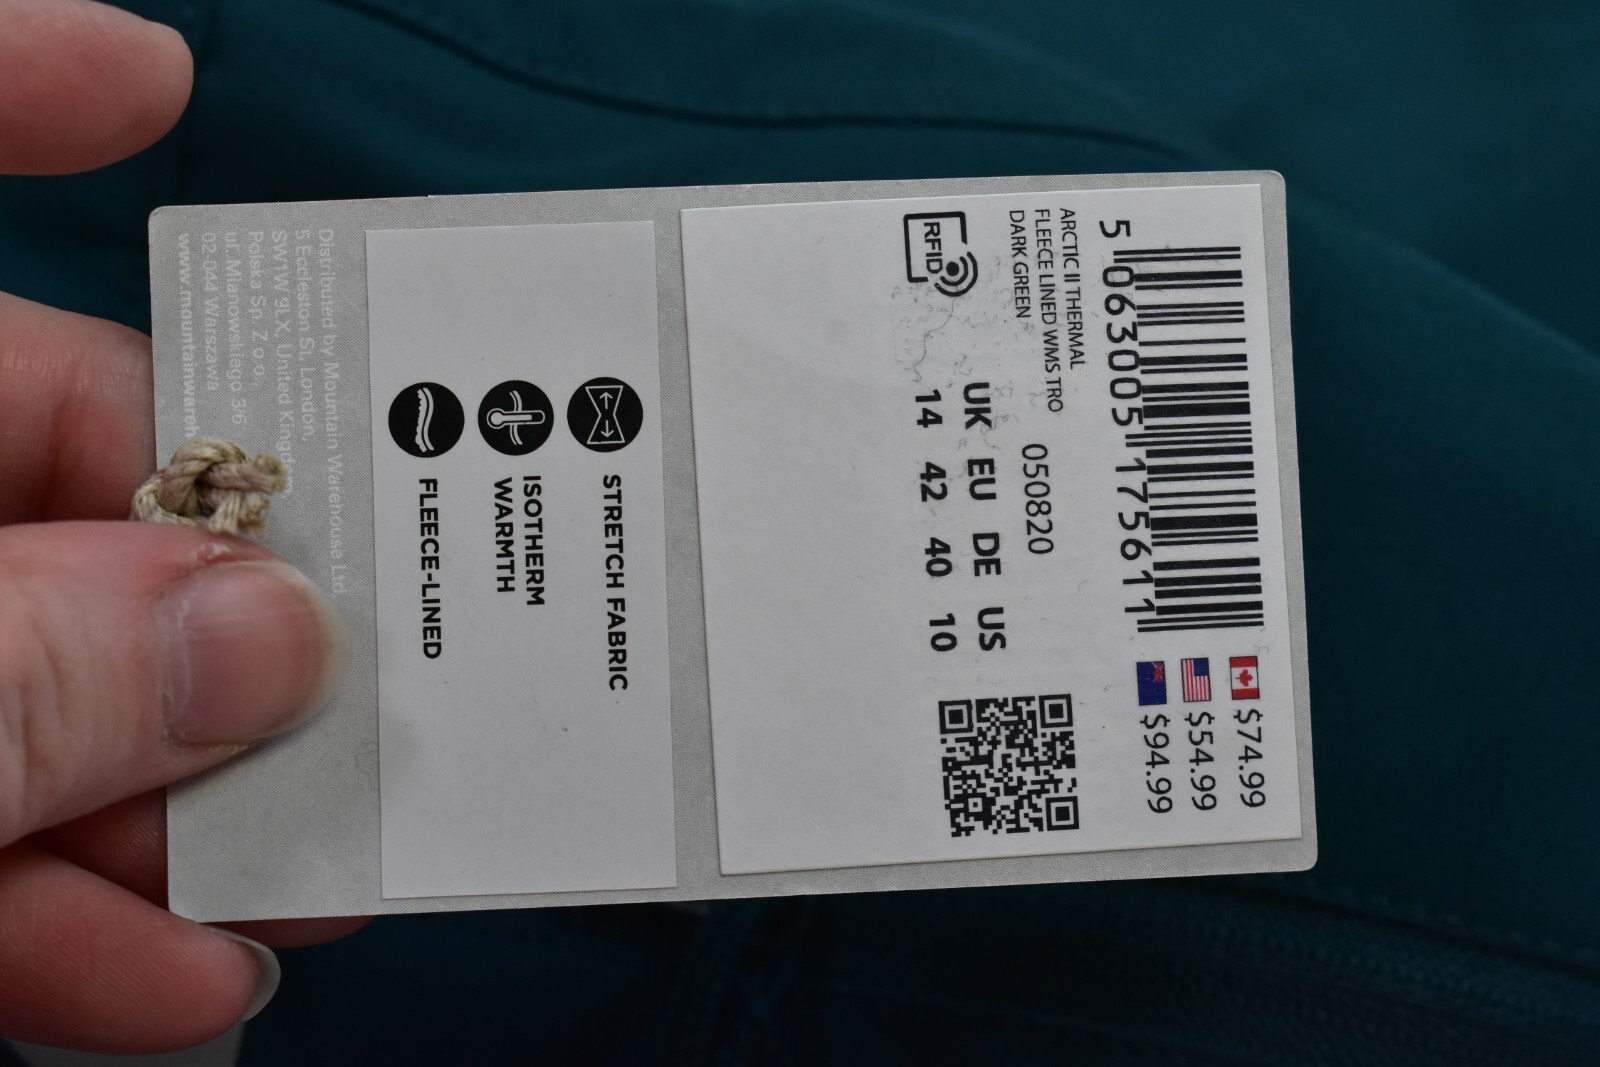 5 063005 175611
$74.99
$54.99
$94.99
ARCTIC II THERMAL
FLEECE LINED WMS TRO
DARK GREEN
050820
RFID
UK EU DE US
14 42 40 10
STRETCH FABRIC
ISOTHERM
WARMTH
FLEECE-LINED
Distributed by Mountain Warehouse Ltd.
5 Eccleston St, London,
SW1W 9LX, United
Polska Sp. Z o.o.,
ul. Mianowskiego 3/6
02-044 Warszawa